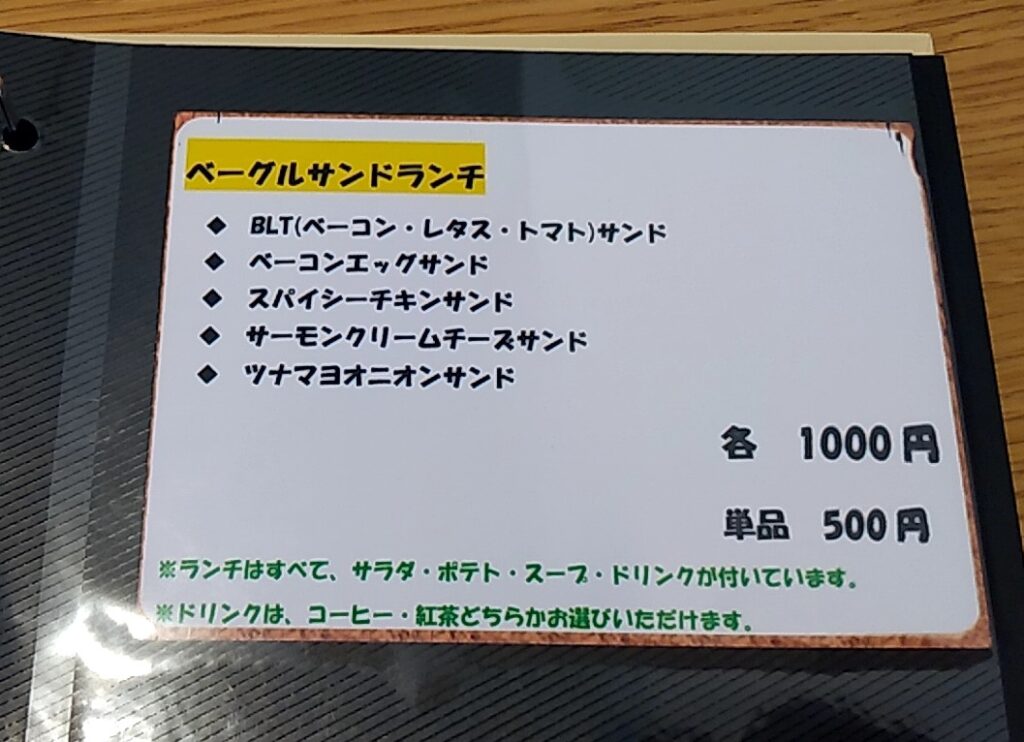 ベーグルサンドランチ
❖ BLT(ベーコン・レタス・トマト)サンド
❖ ベーコンエッグサンド
❖ スパイシーチキンサンド
❖ サーモンクリームチーズサンド
❖ ツナマヨオニオンサンド
各 1000円
単品 500円
※ランチはすべて、サラダ・ポテト・スープ・ドリンクが付いています。
※ドリンクは、コーヒー・紅茶どちらかお選びいただけます。